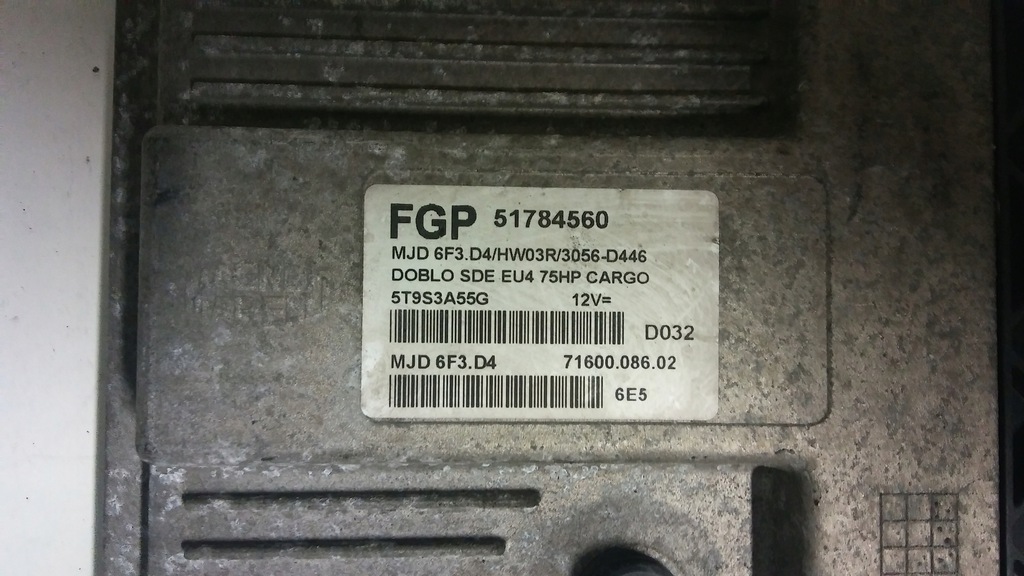 FGP 51784560
MJD 6F3.D4/HW03R/3056-D446
DOBLO SDE EU4 75HP CARGO
5T9S3A55G 12V=
D032
MJD 6F3.D4 71600.086.02
6E5